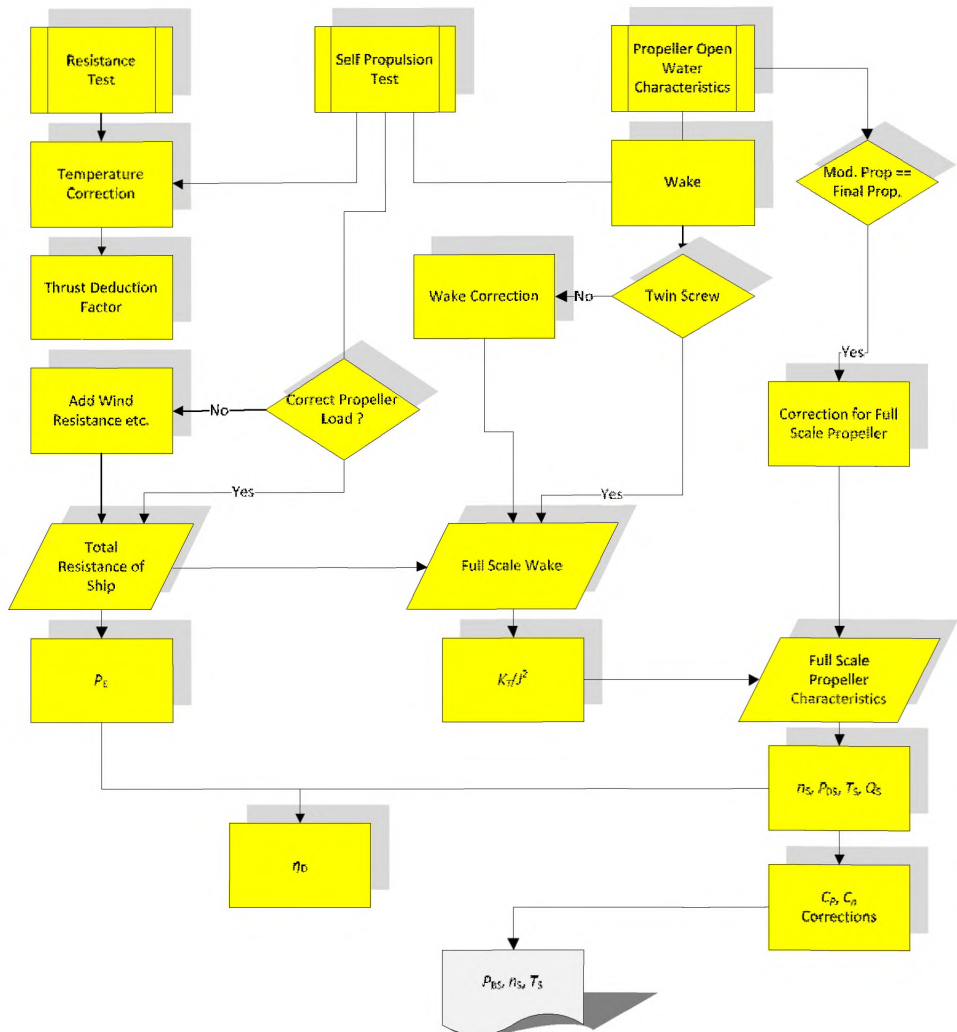 Resistance
Test
Self Propulsion
Test
Propeller Open
Water
Characteristics
Temperature
Correction
Wake
Mod. Prop ==
Final Prop.
Thrust Deduction
Factor
Wake Correction
No
Twin Screw
Yes
Add Wind
Resistance etc.
No
Correct Propeller
Load ?
Correction for Full
Scale Propeller
Yes
Yes
Total
Resistance of
Ship
Full Scale Wake
P_E
K_T/J²
Full Scale
Propeller
Characteristics
n_S, P_DS, T_S, Q_S
η_D
C_P, C_n
Corrections
P_BS, n_S, T_S